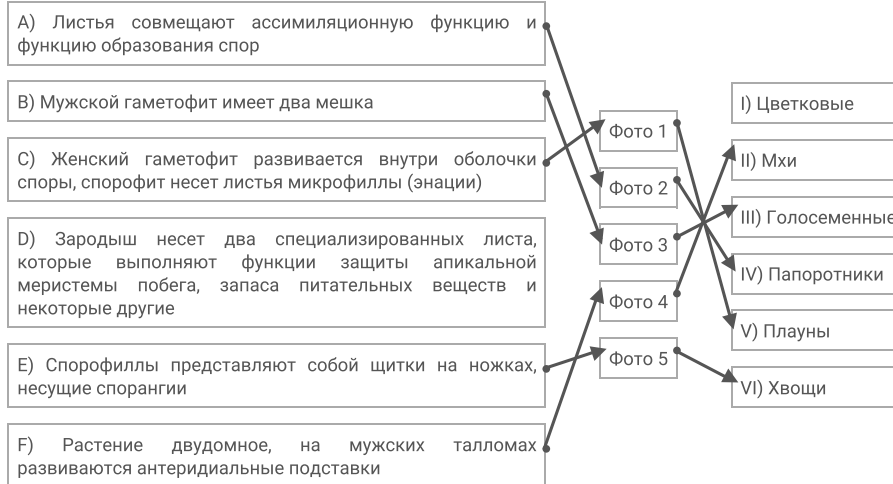 A) Листья совмещают ассимиляционную функцию и
функцию образования спор
B) Мужской гаметофит имеет два мешка
C) Женский гаметофит развивается внутри оболочки
споры, спорофит несет листья микрофиллы (энации)
D) Зародыш несет два специализированных листа,
которые выполняют функции защиты апикальной
меристемы побега, запаса питательных веществ и
некоторые другие
E) Спорофиллы представляют собой щитки на ножках,
несущие спорангии
F) Растение двудомное, на мужских талломах
развиваются антеридиальные подставки
Фото 1
Фото 2
Фото 3
Фото 4
Фото 5
I) Цветковые
II) Мхи
III) Голосеменные
IV) Папоротники
V) Плауны
VI) Хвощи